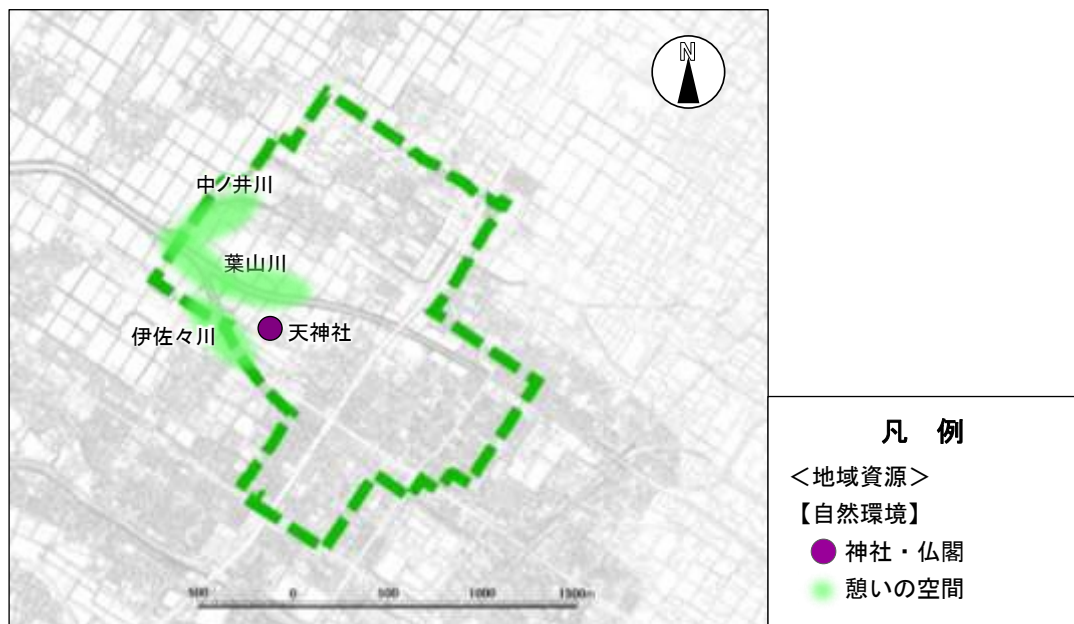 N
中ノ井川
葉山川
伊佐々川
天神社
500 0 500 1000 1500m
凡 例
＜地域資源＞
【自然環境】
神社・仏閣
憩いの空間